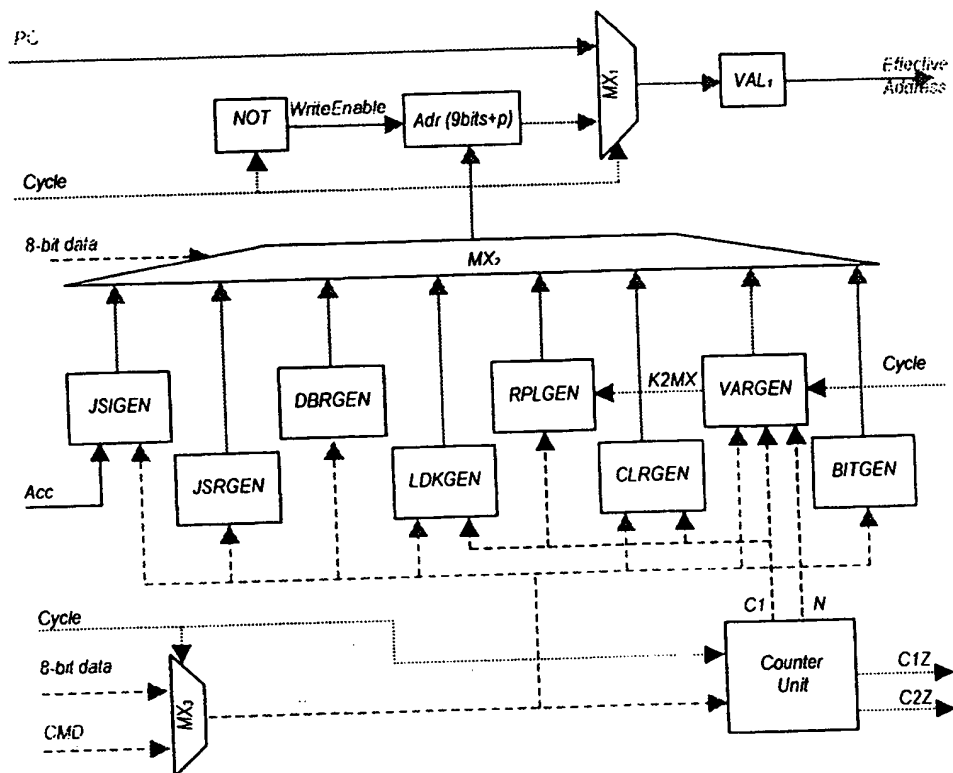 PC
MX₁
VAL₁
Effective
Address
NOT
WriteEnable
Adr (9bits+p)
Cycle
8-bit data
MX₂
JSIGEN
DBRGEN
RPLGEN
K2MX
VARGEN
Cycle
JSRGEN
LDKGEN
CLRGEN
BITGEN
Acc
C1
N
Cycle
8-bit data
MX₃
CMD
Counter
Unit
C1Z
C2Z